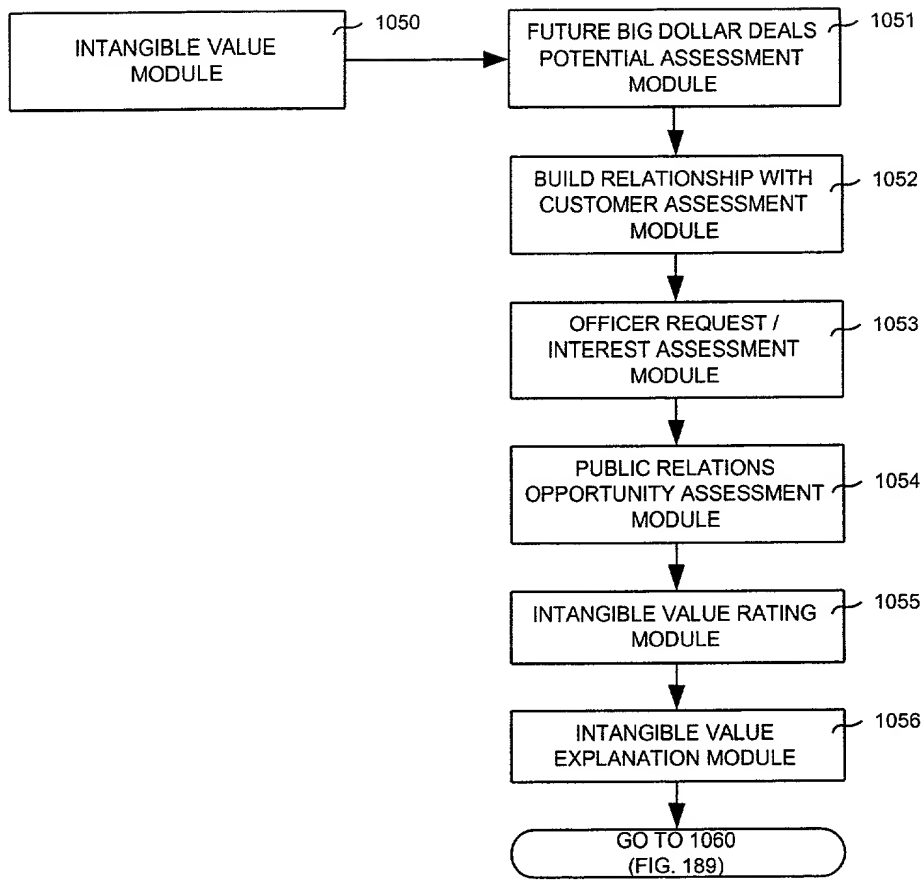 INTANGIBLE VALUE
MODULE
1050
FUTURE BIG DOLLAR DEALS
POTENTIAL ASSESSMENT
MODULE
1051
BUILD RELATIONSHIP WITH
CUSTOMER ASSESSMENT
MODULE
1052
OFFICER REQUEST /
INTEREST ASSESSMENT
MODULE
1053
PUBLIC RELATIONS
OPPORTUNITY ASSESSMENT
MODULE
1054
INTANGIBLE VALUE RATING
MODULE
1055
INTANGIBLE VALUE
EXPLANATION MODULE
1056
GO TO 1060
(FIG. 189)